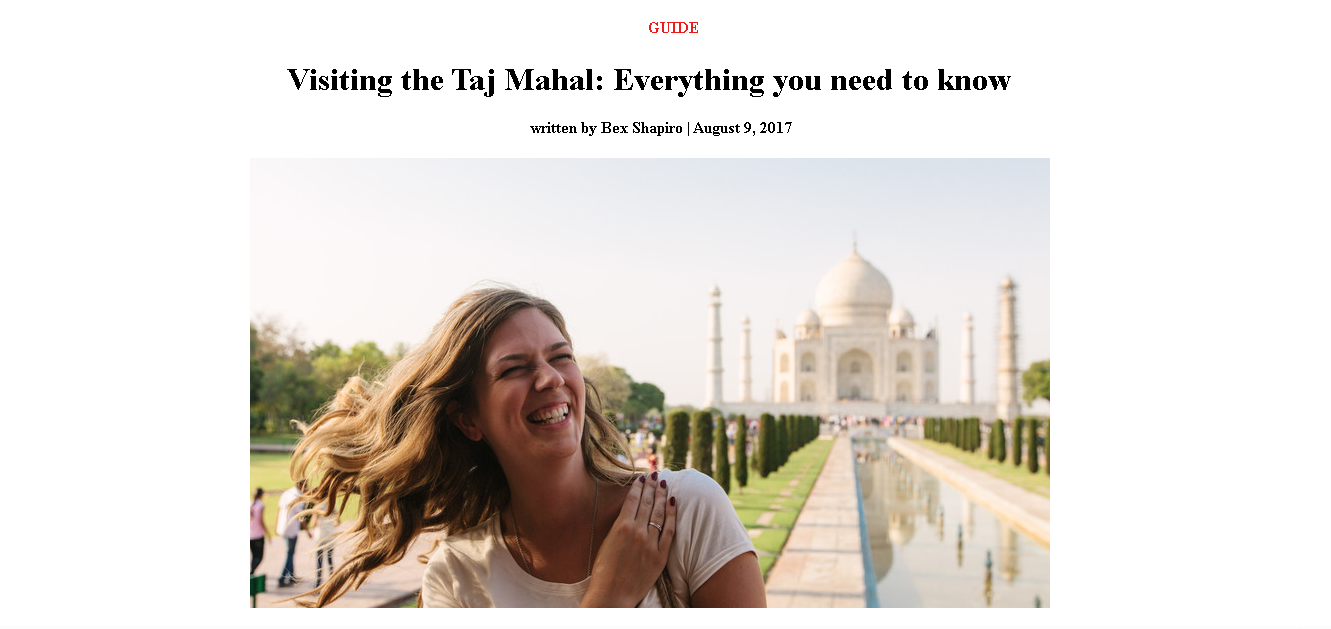 GUIDE
Visiting the Taj Mahal: Everything you need to know
written by Bex Shapiro | August 9, 2017